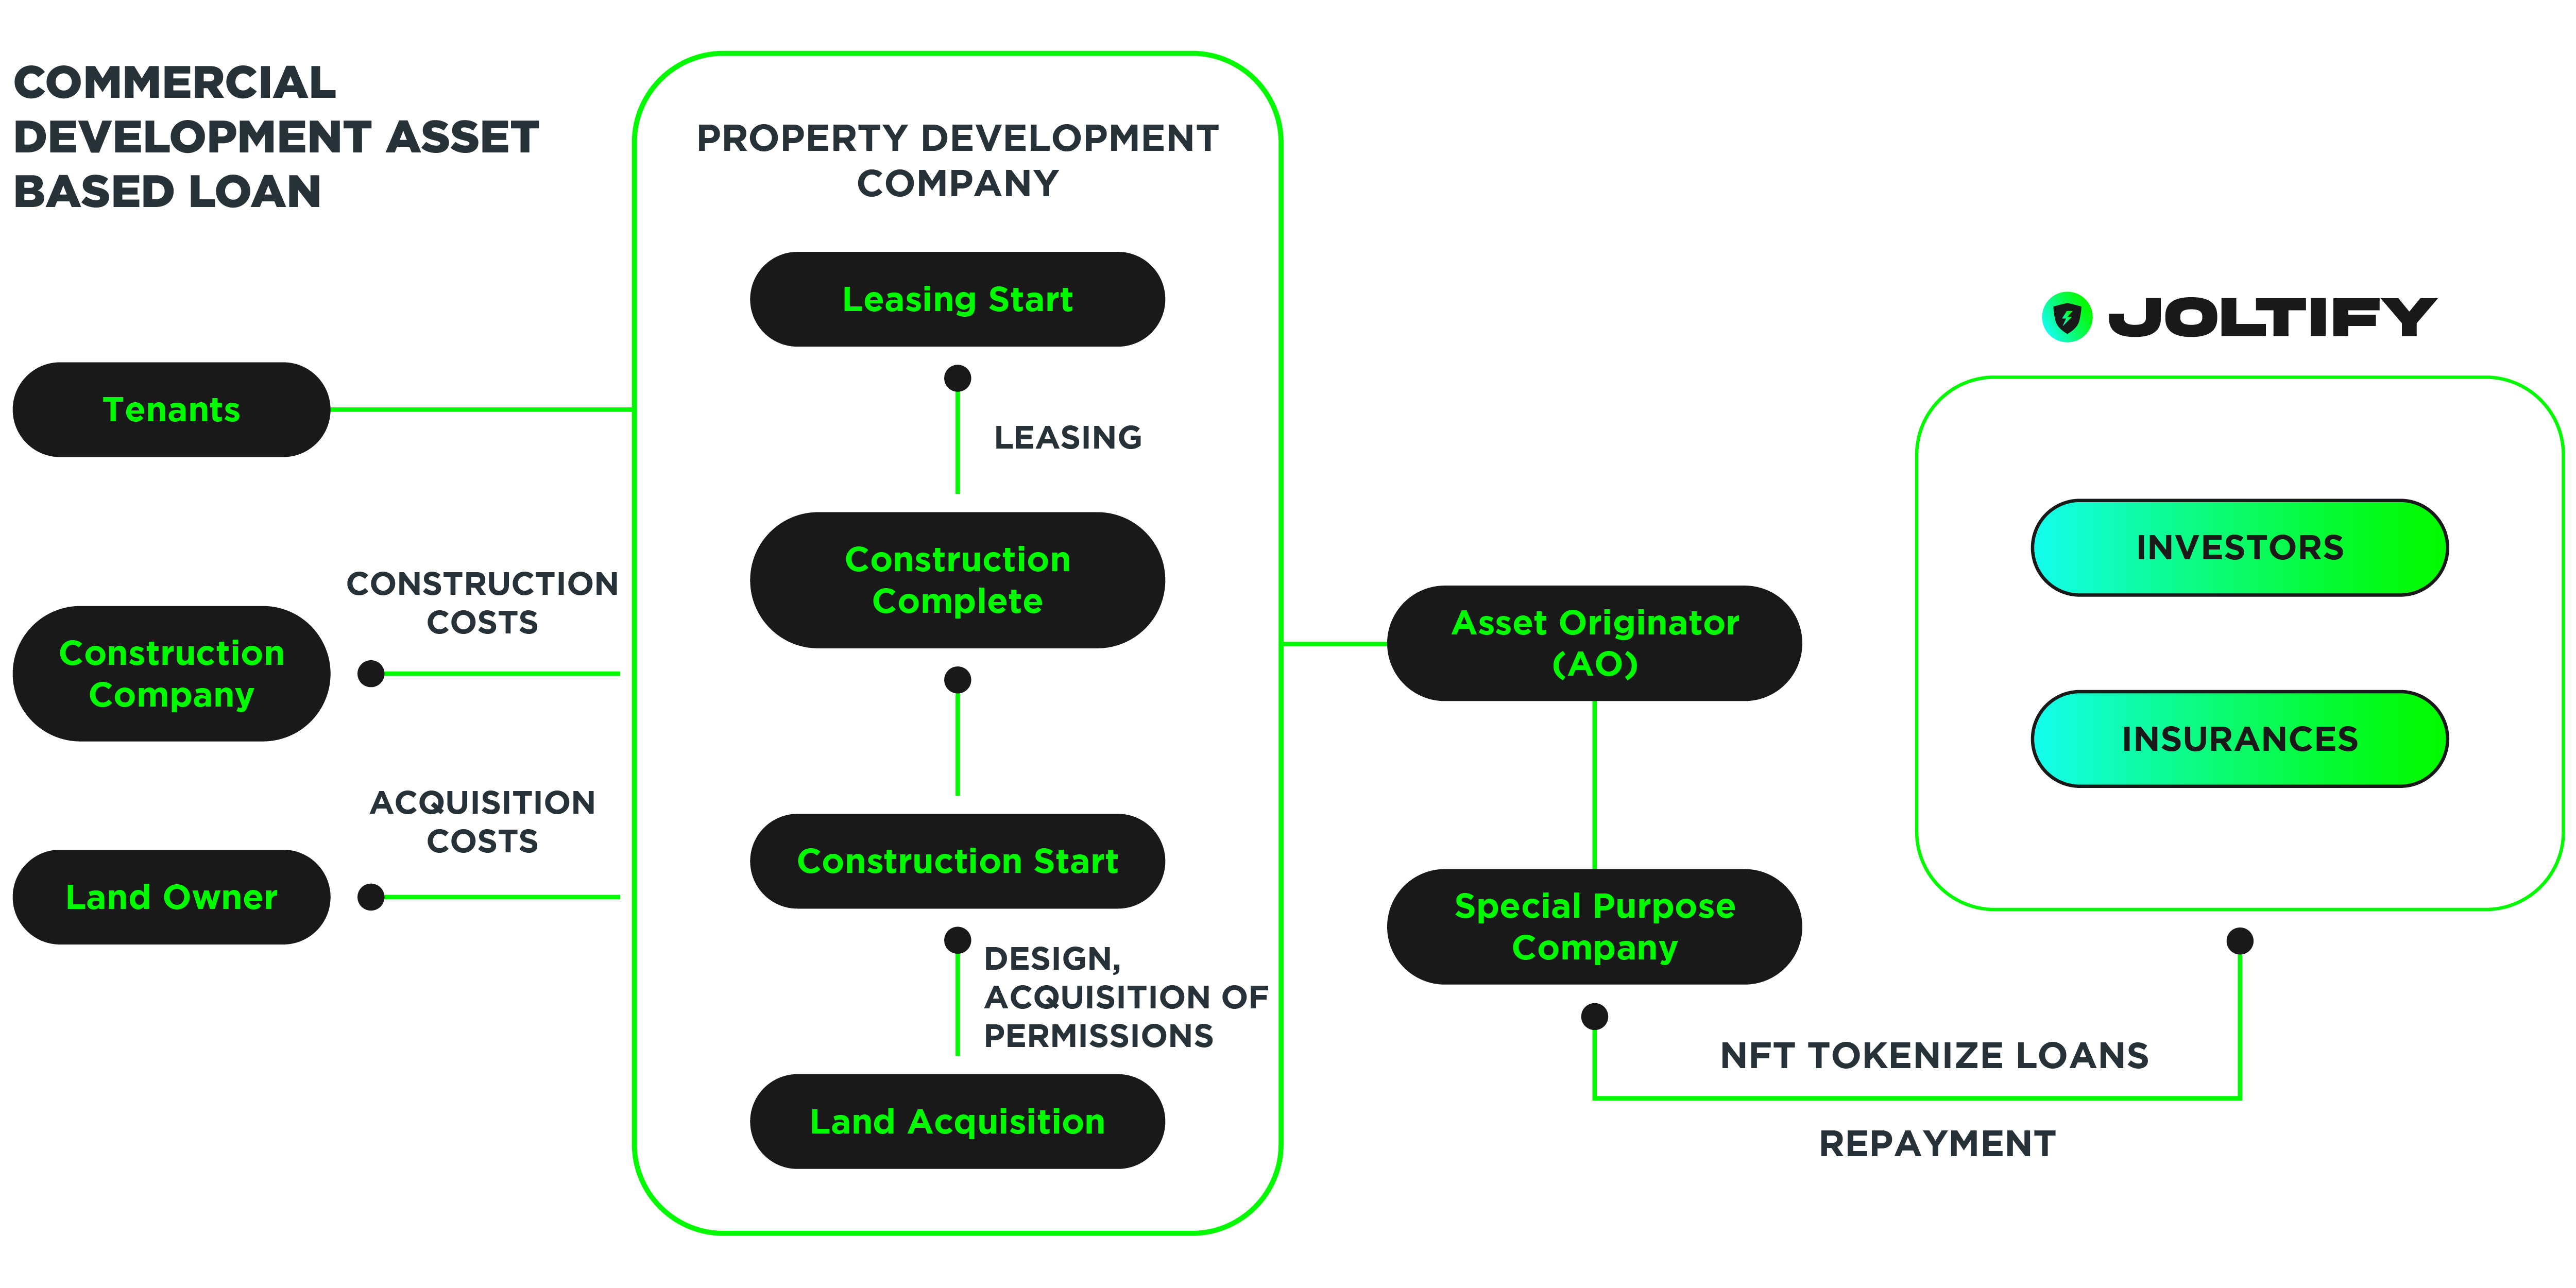 COMMERCIAL
DEVELOPMENT ASSET
BASED LOAN
Tenants
CONSTRUCTION
COSTS
Construction
Company
ACQUISITION
COSTS
Land Owner
PROPERTY DEVELOPMENT
COMPANY
Leasing Start
LEASING
Construction
Complete
Construction Start
DESIGN,
ACQUISITION OF
PERMISSIONS
Land Acquisition
Asset Originator
(AO)
Special Purpose
Company
JOLTIFY
INVESTORS
INSURANCES
NFT TOKENIZE LOANS
REPAYMENT